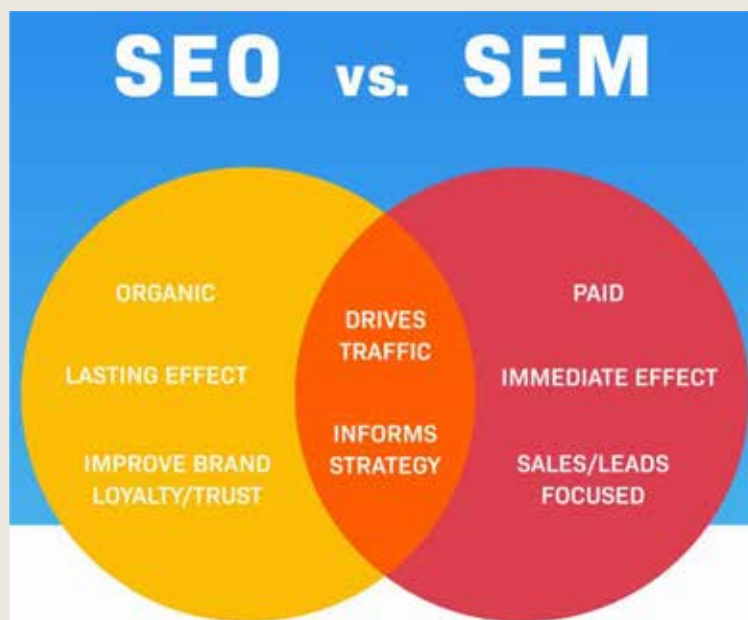 SEO vs. SEM
ORGANIC
LASTING EFFECT
IMPROVE BRAND
LOYALTY/TRUST
DRIVES
TRAFFIC
INFORMS
STRATEGY
PAID
IMMEDIATE EFFECT
SALES/LEADS
FOCUSED